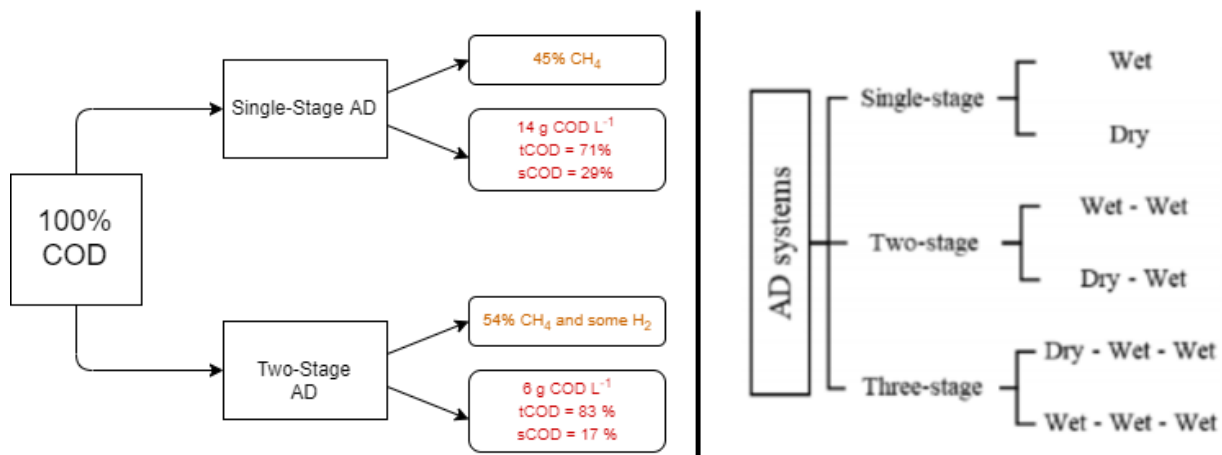 100%
COD
Single-Stage AD
45% CH₄
14 g COD L⁻¹
tCOD = 71%
sCOD = 29%
Two-Stage
AD
54% CH₄ and some H₂
6 g COD L⁻¹
tCOD = 83 %
sCOD = 17 %
AD systems
Single-stage
Wet
Dry
Two-stage
Wet - Wet
Dry - Wet
Three-stage
Dry - Wet - Wet
Wet - Wet - Wet